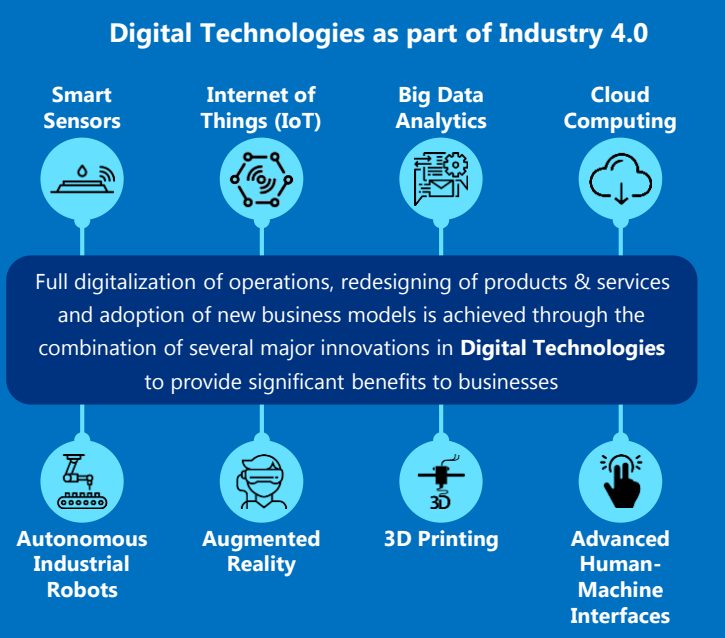 Digital Technologies as part of Industry 4.0
Smart
Sensors
Internet of
Things (IoT)
Big Data
Analytics
Cloud
Computing
Full digitalization of operations, redesigning of products & services
and adoption of new business models is achieved through the
combination of several major innovations in Digital Technologies
to provide significant benefits to businesses
3D
Autonomous
Industrial
Robots
Augmented
Reality
3D Printing
Advanced
Human-
Machine
Interfaces